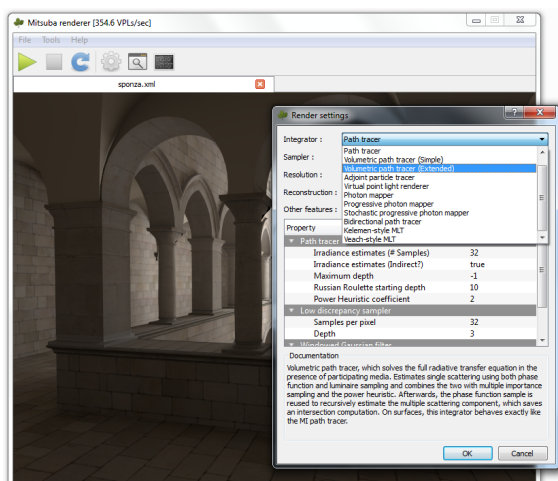 Mitsuba renderer [354.6 VPLs/sec]
File Tools Help
sponza.xml
Render settings
Integrator : Path tracer
Sampler :
Resolution :
Reconstruction :
Other features :
Path tracer
Volumetric path tracer (Simple)
Volumetric path tracer (Extended)
Adjoint particle tracer
Virtual point light renderer
Photon mapper
Progressive photon mapper
Stochastic progressive photon mapper
Bidirectional path tracer
Kelemen-style MLT
Veach-style MLT
Property
Path tracer
Irradiance estimates (# Samples) 32
Irradiance estimates (Indirect?) true
Maximum depth -1
Russian Roulette starting depth 10
Power Heuristic coefficient 2
Low discrepancy sampler
Samples per pixel 32
Depth 3
Windowed Gaussian filter
Documentation
Volumetric path tracer, which solves the full radiative transfer equation in the
presence of participating media. Estimates single scattering using both phase
function and luminaire sampling and combines the two with multiple importance
sampling and the power heuristic. Afterwards, the phase function sample is
reused to recursively estimate the multiple scattering component, which saves
an intersection computation. On surfaces, this integrator behaves exactly like
the MI path tracer.
OK Cancel